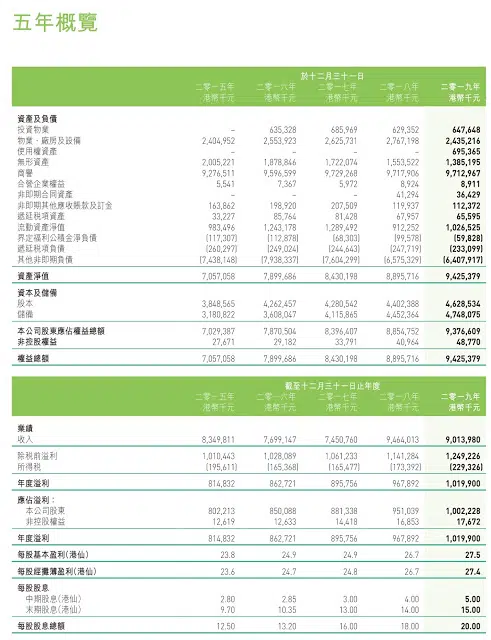 五年概覽
於十二月三十一日
二零一五年 二零一六年 二零一七年 二零一八年 二零一九年
港幣千元 港幣千元 港幣千元 港幣千元 港幣千元
資產及負債
投資物業 – 635,328 685,969 629,352 647,648
物業、廠房及設備 2,404,952 2,553,923 2,625,731 2,767,198 2,435,216
使用權資產 – – – – 695,365
無形資產 2,005,221 1,878,846 1,722,074 1,553,522 1,385,195
商譽 9,276,511 9,596,599 9,729,268 9,717,906 9,712,967
合營企業權益 5,541 7,367 5,972 8,924 8,911
非即期合同資產 – – – 41,294 36,429
非即期其他應收帳款及訂金 163,862 198,920 207,509 119,937 112,372
遞延稅項資產 33,227 85,764 81,428 67,957 65,595
流動資產淨值 983,496 1,243,178 1,289,492 912,252 1,026,525
界定福利公積金淨負債 (117,307) (112,878) (68,303) (99,578) (59,828)
遞延稅項負債 (260,297) (249,024) (244,643) (247,719) (233,099)
其他非即期負債 (7,438,148) (7,938,337) (7,604,299) (6,575,329) (6,407,917)
資產淨值 7,057,058 7,899,686 8,430,198 8,895,716 9,425,379
資本及儲備
股本 3,848,565 4,262,457 4,280,542 4,402,388 4,628,534
儲備 3,180,822 3,608,047 4,115,865 4,452,364 4,748,075
本公司股東應佔權益總額 7,029,387 7,870,504 8,396,407 8,854,752 9,376,609
非控股權益 27,671 29,182 33,791 40,964 48,770
權益總額 7,057,058 7,899,686 8,430,198 8,895,716 9,425,379
截至十二月三十一日止年度
二零一五年 二零一六年 二零一七年 二零一八年 二零一九年
港幣千元 港幣千元 港幣千元 港幣千元 港幣千元
業績
收入 8,349,811 7,699,147 7,450,760 9,464,013 9,013,980
除稅前溢利 1,010,443 1,028,089 1,061,233 1,141,284 1,249,226
所得稅 (195,611) (165,368) (165,477) (173,392) (229,326)
年度溢利 814,832 862,721 895,756 967,892 1,019,900
應佔溢利：
本公司股東 802,213 850,088 881,338 951,039 1,002,228
非控股權益 12,619 12,633 14,418 16,853 17,672
年度溢利 814,832 862,721 895,756 967,892 1,019,900
每股基本盈利(港仙) 23.8 24.9 24.9 26.7 27.5
每股經攤薄盈利(港仙) 23.6 24.7 24.8 26.7 27.4
每股股息
中期股息(港仙) 2.80 2.85 3.00 4.00 5.00
末期股息(港仙) 9.70 10.35 13.00 14.00 15.00
每股股息總額 12.50 13.20 16.00 18.00 20.00